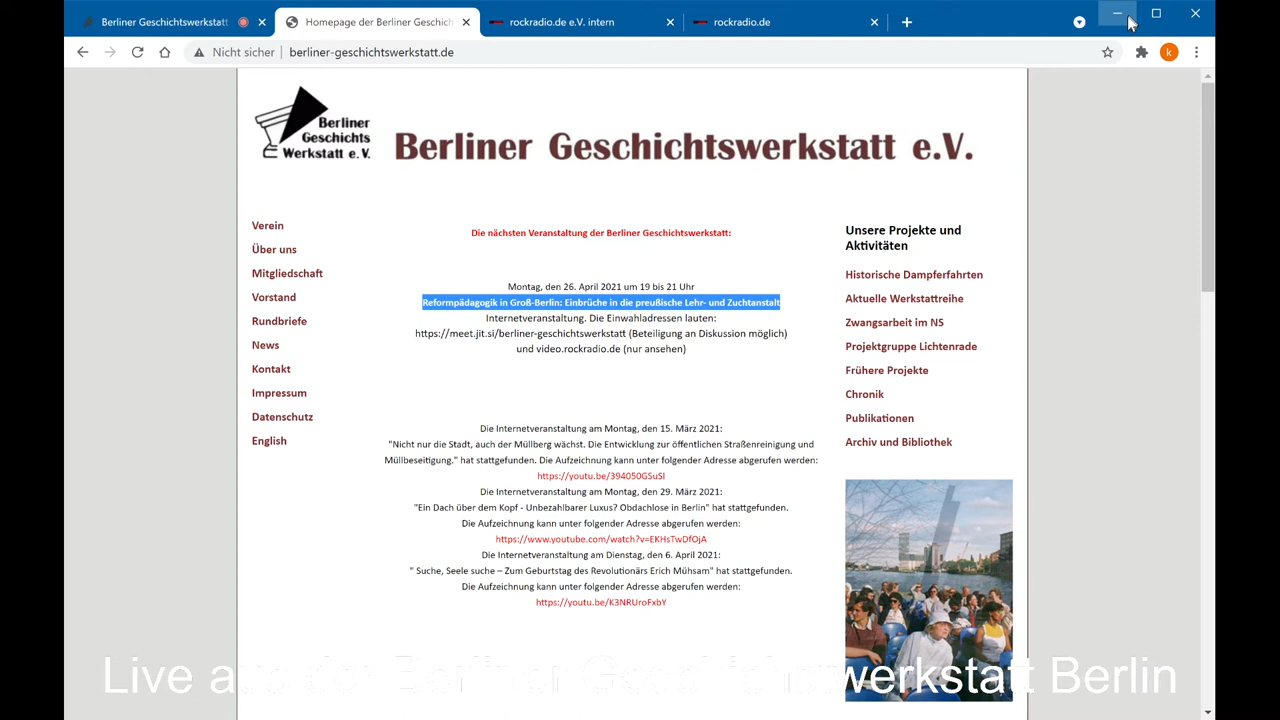 Berliner Geschichtswerkstatt
Homepage der Berliner Geschich
rockradio.de e.V. intern
rockradio.de
Nicht sicher
berliner-geschichtswerkstatt.de
k
Berliner
Geschichts
Werkstatt e.V.
Berliner Geschichtswerkstatt e.V.
Verein
Über uns
Mitgliedschaft
Vorstand
Rundbriefe
News
Kontakt
Impressum
Datenschutz
English
Die nächsten Veranstaltung der Berliner Geschichtswerkstatt:
Montag, den 26. April 2021 um 19 bis 21 Uhr
Reformpädagogik in Groß-Berlin: Einbrüche in die preußische Lehr- und Zuchtanstalt
Internetveranstaltung. Die Einwahladressen lauten:
https://meet.jit.si/berliner-geschichtswerkstatt (Beteiligung an Diskussion möglich)
und video.rockradio.de (nur ansehen)
Die Internetveranstaltung am Montag, den 15. März 2021:
"Nicht nur die Stadt, auch der Müllberg wächst. Die Entwicklung zur öffentlichen Straßenreinigung und
Müllbeseitigung." hat stattgefunden. Die Aufzeichnung kann unter folgender Adresse abgerufen werden:
https://youtu.be/394050GSuSI
Die Internetveranstaltung am Montag, den 29. März 2021:
"Ein Dach über dem Kopf - Unbezahlbarer Luxus? Obdachlose in Berlin" hat stattgefunden.
Die Aufzeichnung kann unter folgender Adresse abgerufen werden:
https://www.youtube.com/watch?v=EKHsTwDfOjA
Die Internetveranstaltung am Dienstag, den 6. April 2021:
" Suche, Seele suche – Zum Geburtstag des Revolutionärs Erich Mühsam" hat stattgefunden.
Die Aufzeichnung kann unter folgender Adresse abgerufen werden:
https://youtu.be/K3NRUroFxbY
Unsere Projekte und
Aktivitäten
Historische Dampferfahrten
Aktuelle Werkstattreihe
Zwangsarbeit im NS
Projektgruppe Lichtenrade
Frühere Projekte
Chronik
Publikationen
Archiv und Bibliothek
Live aus der Berliner Geschichtswerkstatt Berlin